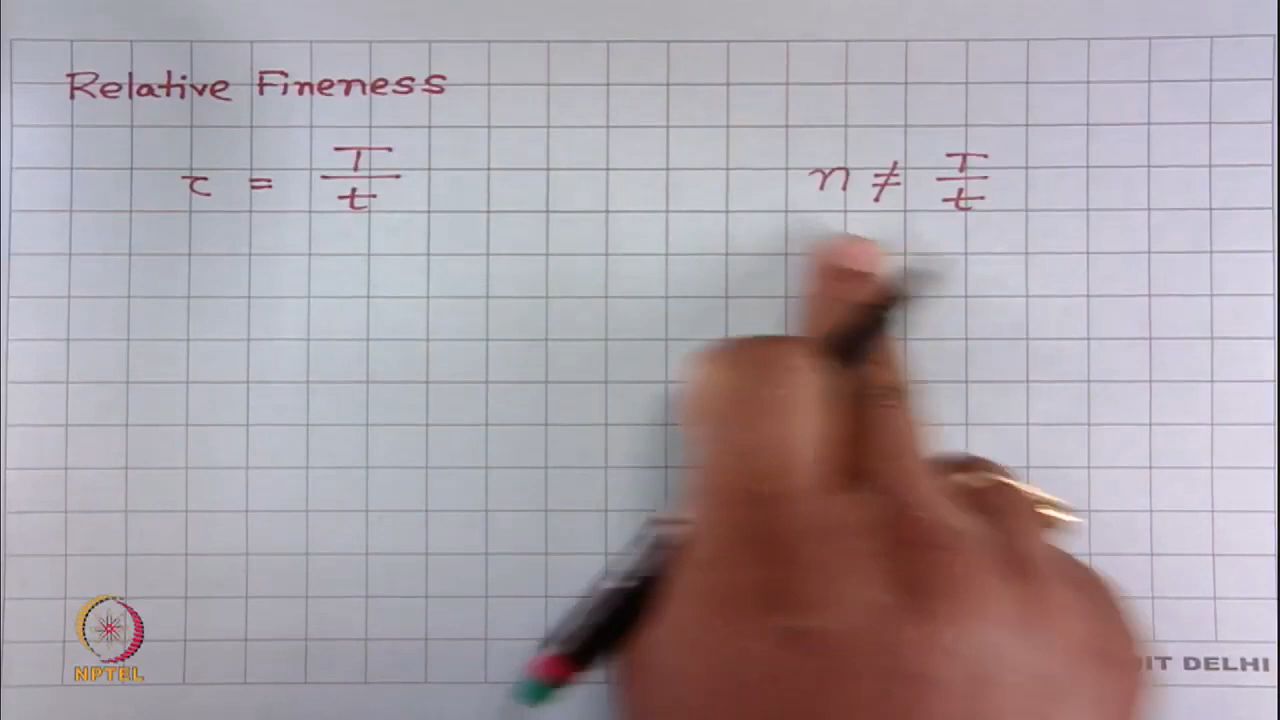 Relative Fineness
τ = T/t
n ≠ T/t
NPTEL
IIT DELHI